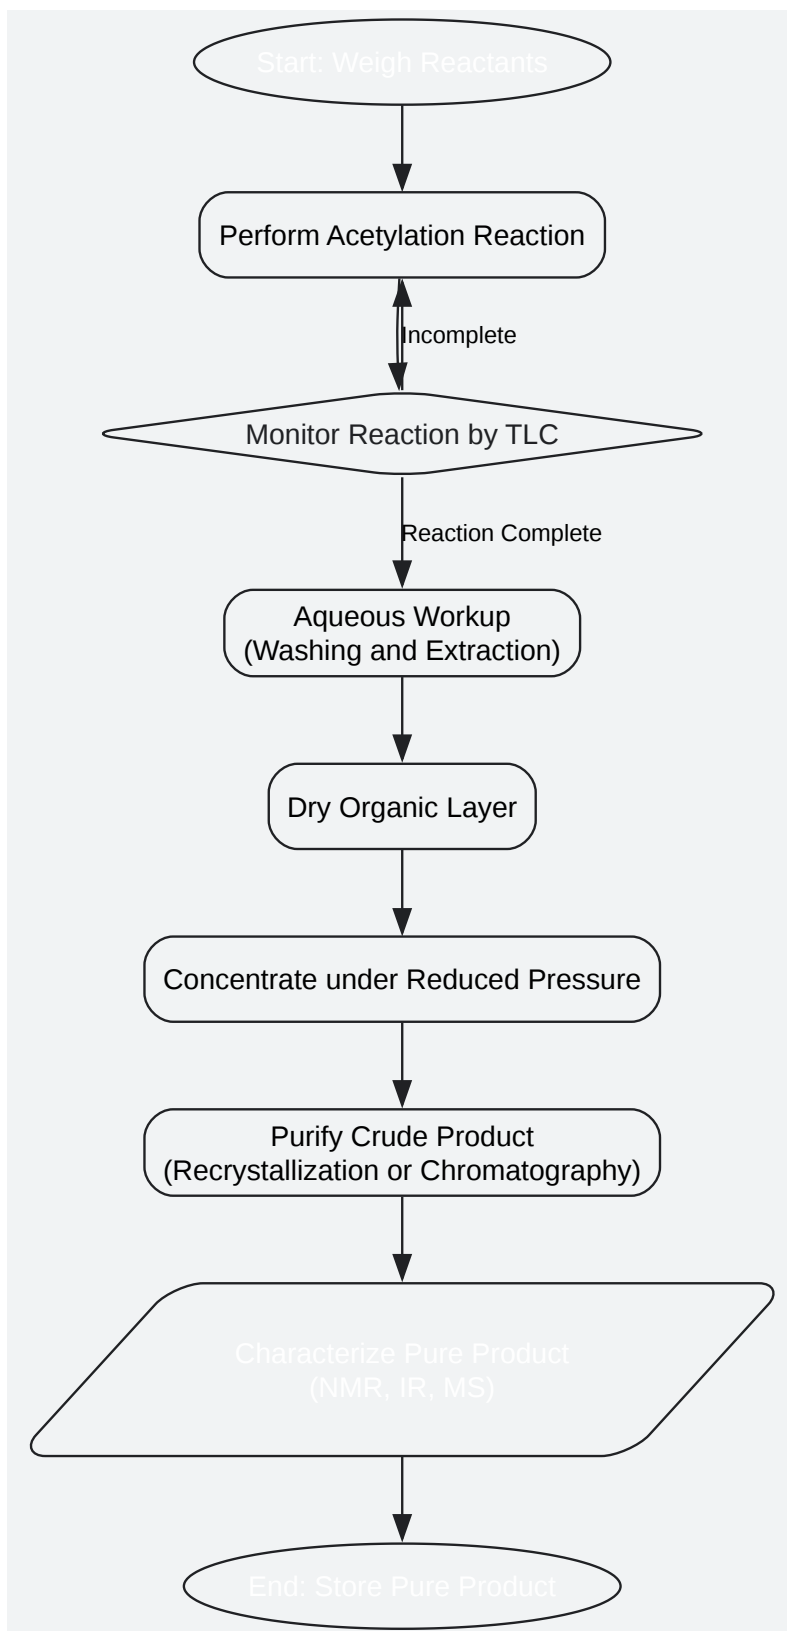 Start: Weigh Reactants
Perform Acetylation Reaction
Incomplete
Monitor Reaction by TLC
Reaction Complete
Aqueous Workup
(Washing and Extraction)
Dry Organic Layer
Concentrate under Reduced Pressure
Purify Crude Product
(Recrystallization or Chromatography)
Characterize Pure Product
(NMR, IR, MS)
End: Store Pure Product